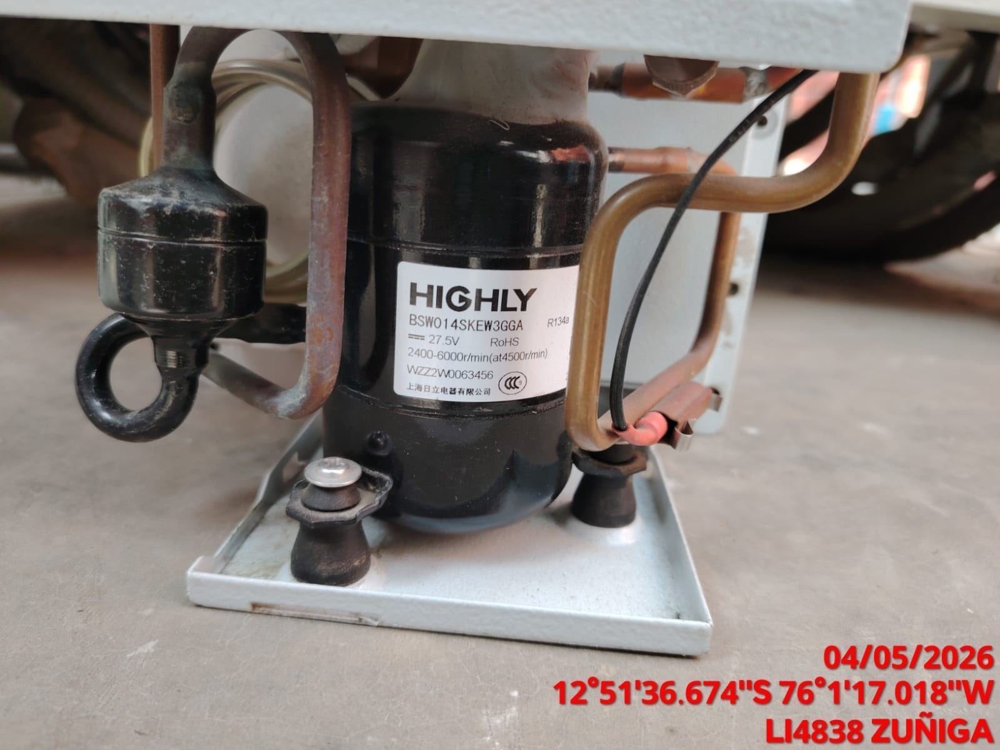 HIGHLY
BSW014SKEW3GGA R134a
27.5V RoHS
2400-6000r/min(at4500r/min)
WZZ2W0063456 CCC S
上海日立电器有限公司
04/05/2026
12°51'36.674"S 76°1'17.018"W
LI4838 ZUÑIGA